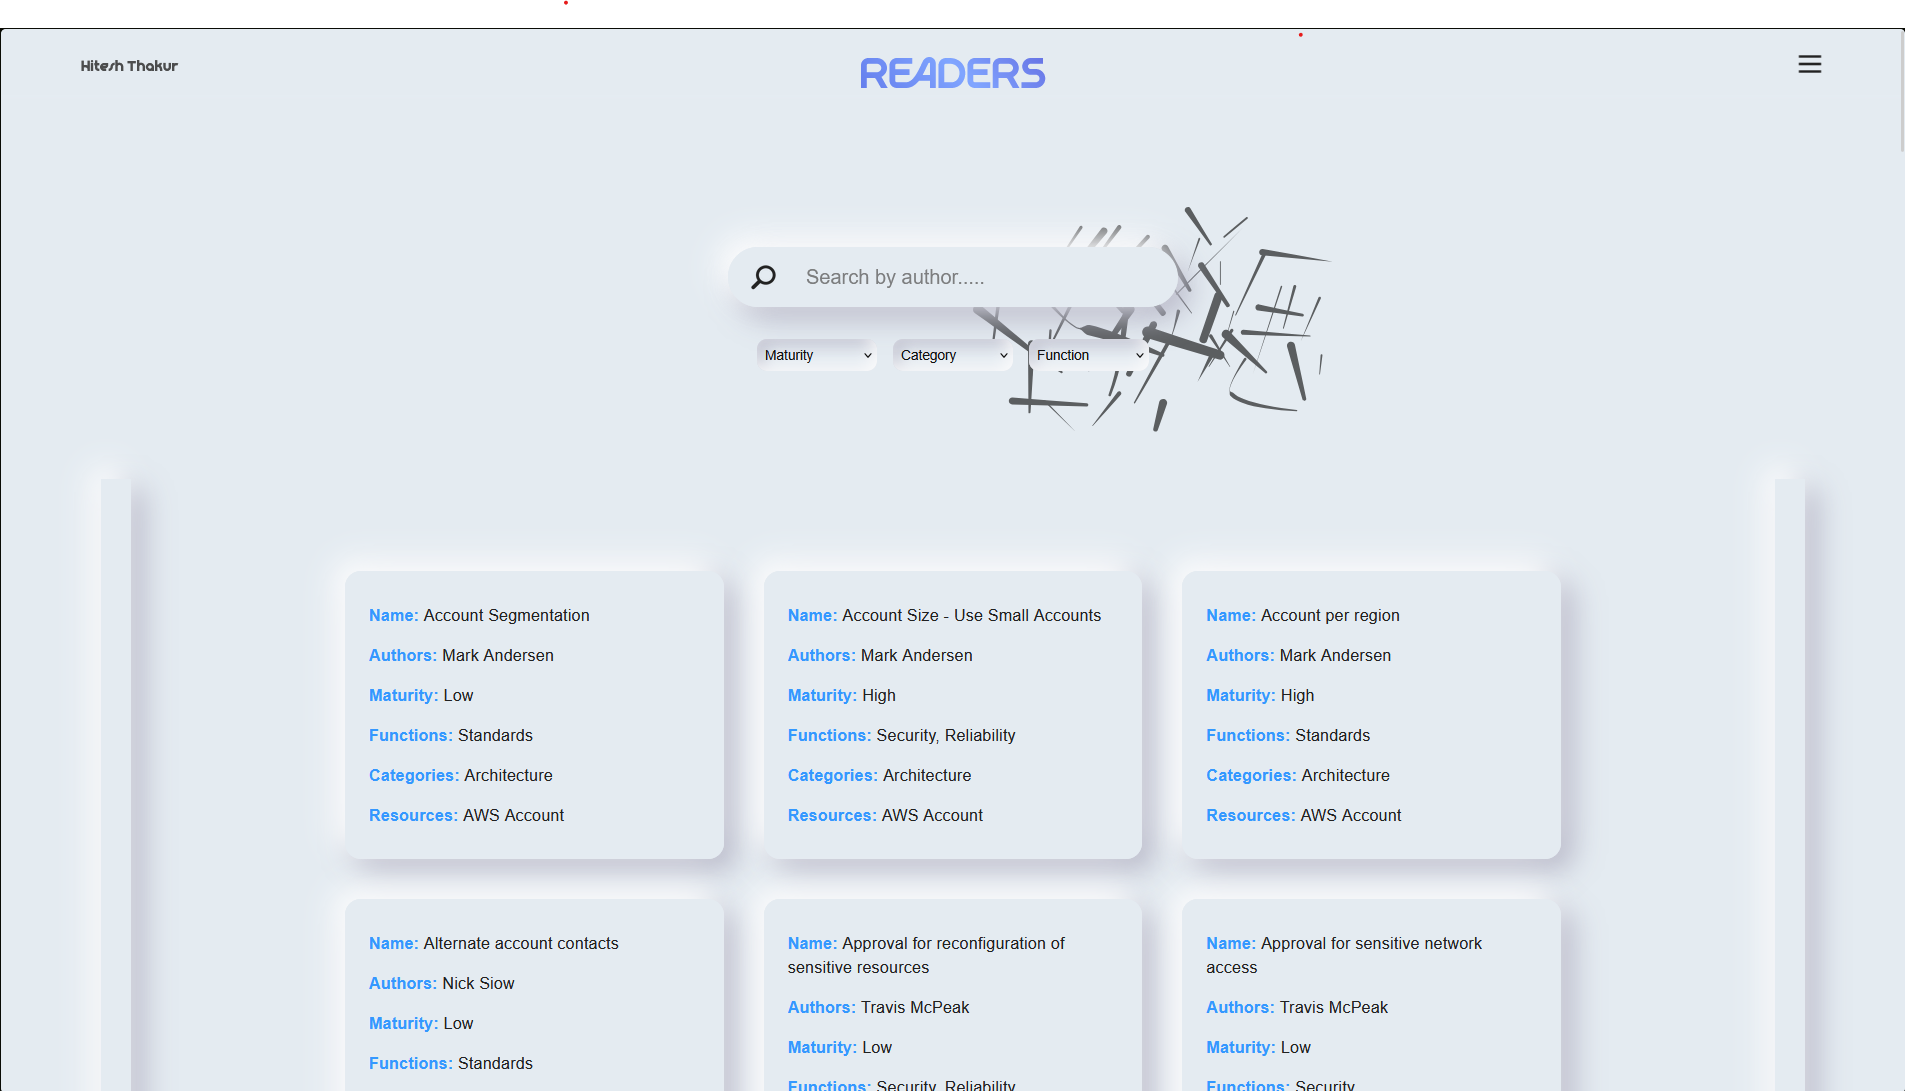 Hitesh Thakur
READERS
Search by author.....
Maturity
Category
Function
Name: Account Segmentation
Authors: Mark Andersen
Maturity: Low
Functions: Standards
Categories: Architecture
Resources: AWS Account
Name: Account Size - Use Small Accounts
Authors: Mark Andersen
Maturity: High
Functions: Security, Reliability
Categories: Architecture
Resources: AWS Account
Name: Account per region
Authors: Mark Andersen
Maturity: High
Functions: Standards
Categories: Architecture
Resources: AWS Account
Name: Alternate account contacts
Authors: Nick Siow
Maturity: Low
Functions: Standards
Name: Approval for reconfiguration of
sensitive resources
Authors: Travis McPeak
Maturity: Low
Functions: Security, Reliability
Name: Approval for sensitive network
access
Authors: Travis McPeak
Maturity: Low
Functions: Security